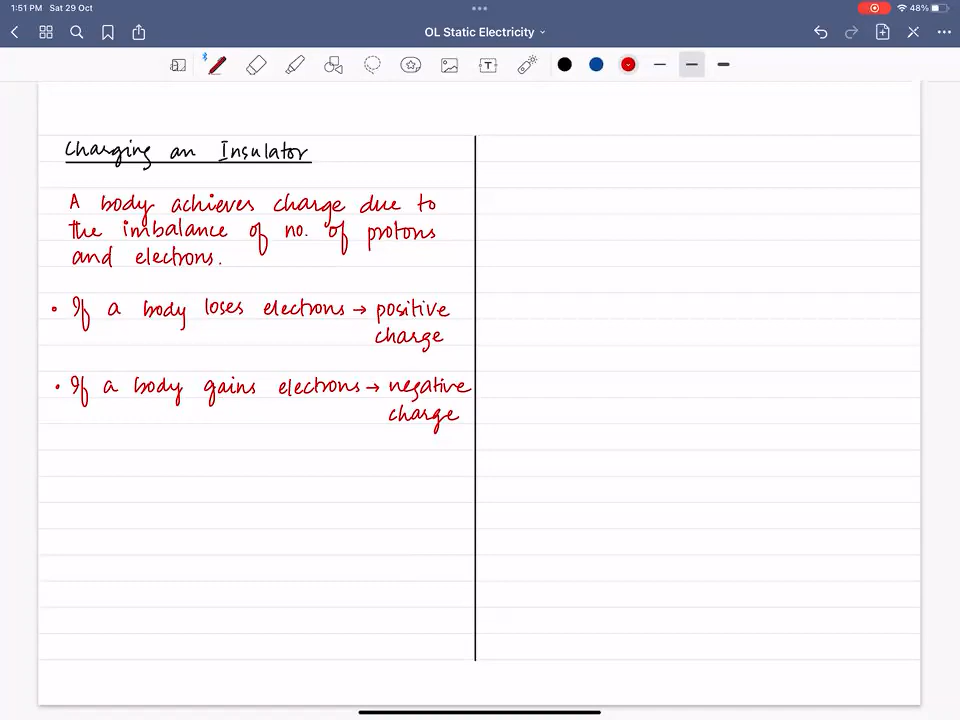 1:51 PM Sat 29 Oct
48%
OL Static Electricity
T
Charging an Insulator
A body achieves charge due to
the imbalance of no. of protons
and electrons.
• If a body loses electrons → positive
charge
• If a body gains electrons → negative
charge